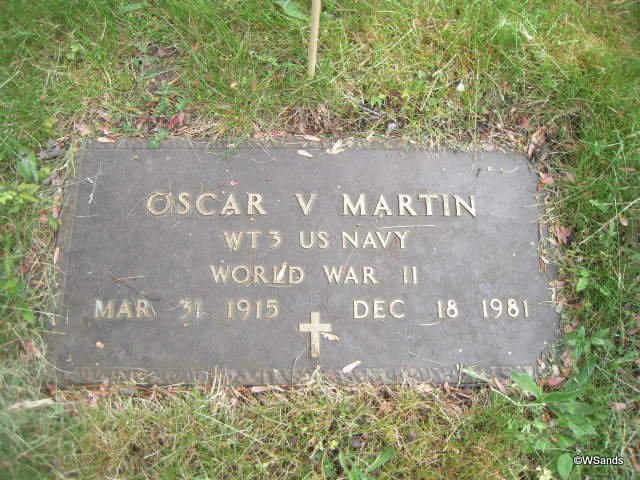 OSCAR V MARTIN
WT3 US NAVY
WORLD WAR II
MAR 31 1915 DEC 18 1981
©WSands